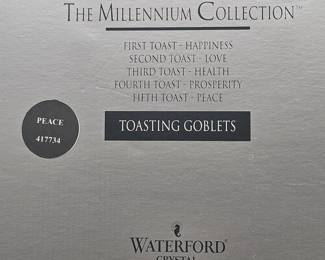 THE MILLENNIUM COLLECTION™
FIRST TOAST - HAPPINESS
SECOND TOAST - LOVE
THIRD TOAST - HEALTH
FOURTH TOAST - PROSPERITY
FIFTH TOAST - PEACE
PEACE
417734
TOASTING GOBLETS
WATERFORD®
CRYSTAL